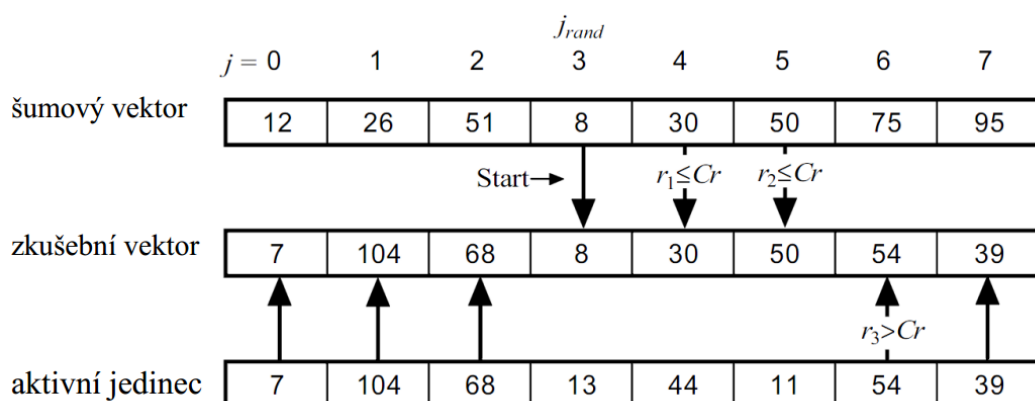 j_rand
j = 0 1 2 3 4 5 6 7
šumový vektor 12 26 51 8 30 50 75 95
Start r₁≤Cr r₂≤Cr
zkušební vektor 7 104 68 8 30 50 54 39
r₃>Cr
aktivní jedinec 7 104 68 13 44 11 54 39